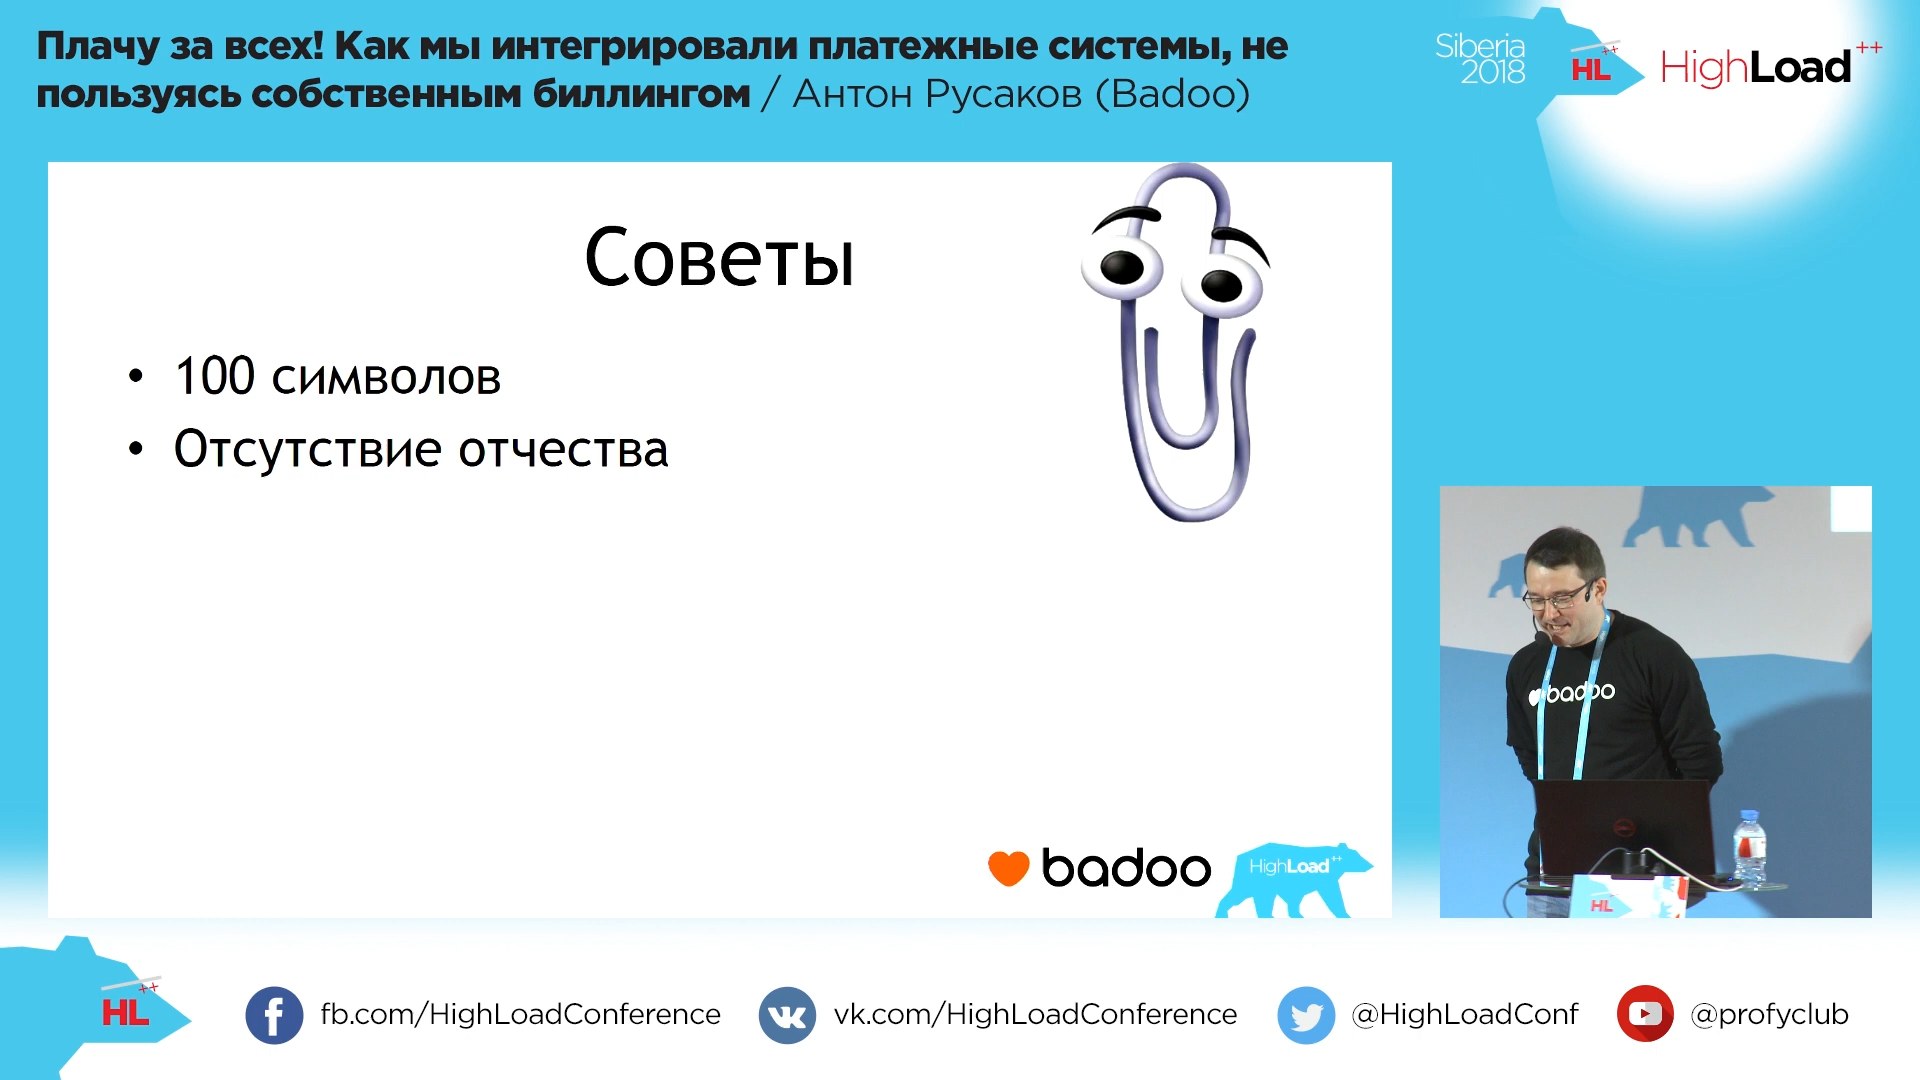 Плачу за всех! Как мы интегрировали платежные системы, не
пользуясь собственным биллингом / Антон Русаков (Badoo)
Siberia
2018
HL++
HighLoad++
Советы
• 100 символов
• Отсутствие отчества
badoo
HighLoad++
badoo
HL
HL++
fb.com/HighLoadConference
vk.com/HighLoadConference
@HighLoadConf
@profyclub